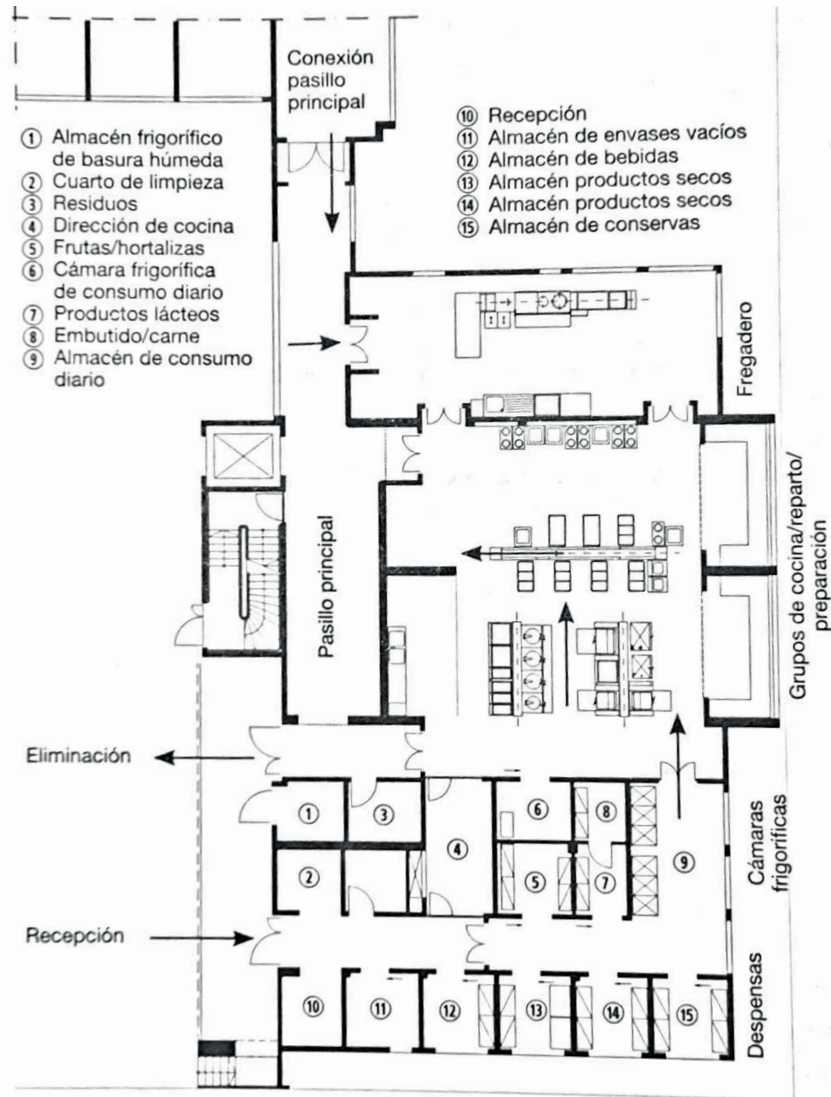 Conexión
pasillo
principal
① Almacén frigorífico
de basura húmeda
② Cuarto de limpieza
③ Residuos
④ Dirección de cocina
⑤ Frutas/hortalizas
⑥ Cámara frigorífica
de consumo diario
⑦ Productos lácteos
⑧ Embutido/carne
⑨ Almacén de consumo
diario
⑩ Recepción
⑪ Almacén de envases vacíos
⑫ Almacén de bebidas
⑬ Almacén productos secos
⑭ Almacén productos secos
⑮ Almacén de conservas
Fregadero
Grupos de cocina/reparto/
preparación
Pasillo principal
Eliminación
Cámaras
frigoríficas
① ③ ④ ⑥ ⑧ ⑨
② ⑤ ⑦
Recepción
Despensas
⑩ ⑪ ⑫ ⑬ ⑭ ⑮